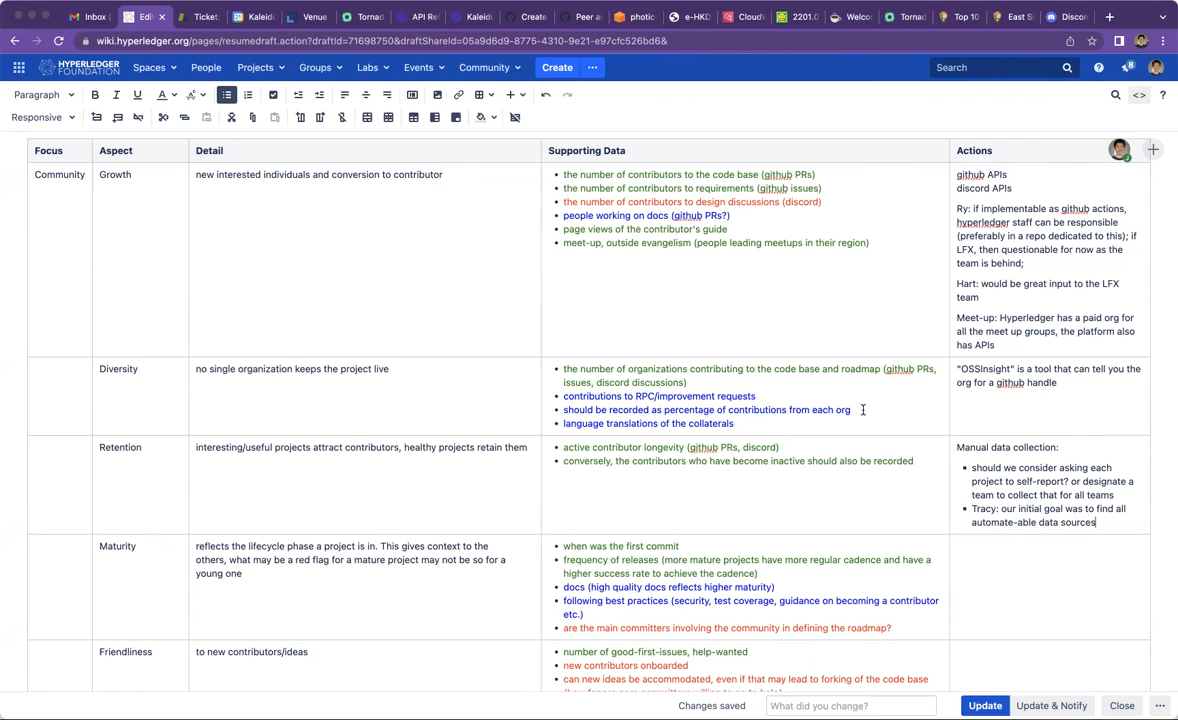 Inbox (
Edi
Ticket:
Kaleid
Venue
Tornad
API Re
Kaleid
Create
Peer a
photic
e-HKD
CloudV
2201.0
Welco
Tornad
Top 10
East Si
Discor
wiki.hyperledger.org/pages/resumedraft.action?draftId=71698750&draftShareId=05a9d6d9-8775-4310-9e21-e97cfc526bd6&
HYPERLEDGER
FOUNDATION
Spaces
People
Projects
Groups
Labs
Events
Community
Create
Search
8
Paragraph
B I U A
Responsive
Focus
Aspect
Detail
Supporting Data
Actions
Community
Growth
new interested individuals and conversion to contributor
the number of contributors to the code base (github PRs)
the number of contributors to requirements (github issues)
the number of contributors to design discussions (discord)
people working on docs (github PRs?)
page views of the contributor's guide
meet-up, outside evangelism (people leading meetups in their region)
github APIs
discord APIs
Ry: if implementable as github actions,
hyperledger staff can be responsible
(preferably in a repo dedicated to this); if
LFX, then questionable for now as the
team is behind;
Hart: would be great input to the LFX
team
Meet-up: Hyperledger has a paid org for
all the meet up groups, the platform also
has APIs
Diversity
no single organization keeps the project live
the number of organizations contributing to the code base and roadmap (github PRs,
issues, discord discussions)
contributions to RPC/improvement requests
should be recorded as percentage of contributions from each org
language translations of the collaterals
"OSSInsight" is a tool that can tell you the
org for a github handle
Retention
interesting/useful projects attract contributors, healthy projects retain them
active contributor longevity (github PRs, discord)
conversely, the contributors who have become inactive should also be recorded
Manual data collection:
should we consider asking each
project to self-report? or designate a
team to collect that for all teams
Tracy: our initial goal was to find all
automate-able data sources
Maturity
reflects the lifecycle phase a project is in. This gives context to the
others, what may be a red flag for a mature project may not be so for a
young one
when was the first commit
frequency of releases (more mature projects have more regular cadence and have a
higher success rate to achieve the cadence)
docs (high quality docs reflects higher maturity)
following best practices (security, test coverage, guidance on becoming a contributor
etc.)
are the main committers involving the community in defining the roadmap?
Friendliness
to new contributors/ideas
number of good-first-issues, help-wanted
new contributors onboarded
can new ideas be accommodated, even if that may lead to forking of the code base
Changes saved
What did you change?
Update
Update & Notify
Close